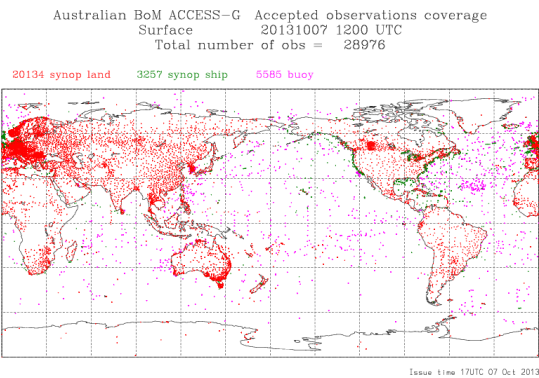 Australian BoM ACCESS-G Accepted observations coverage
Surface 20131007 1200 UTC
Total number of obs = 28976
20134 synop land 3257 synop ship 5585 buoy
Issue time 17UTC 07 Oct 2013